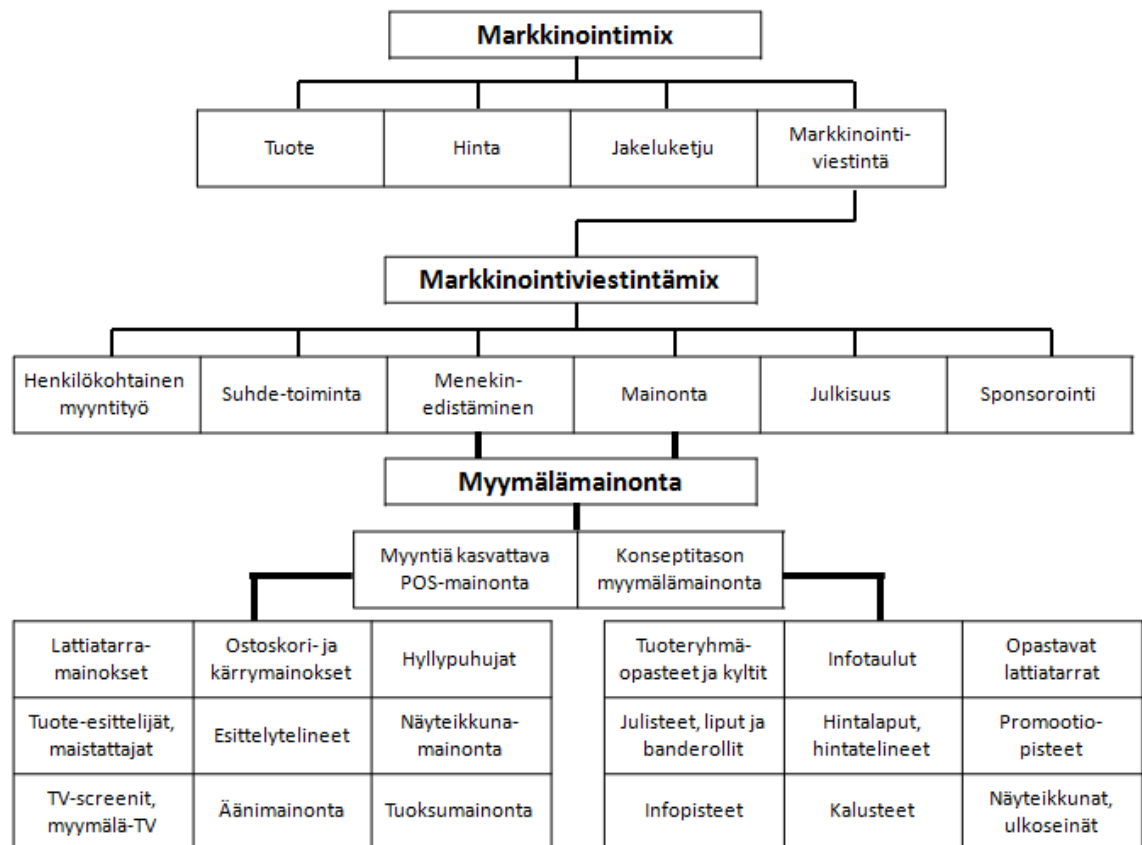 Markkinointimix
Tuote
Hinta
Jakeluketju
Markkinointi-
viestintä
Markkinointiviestintämix
Henkilökohtainen
myyntityö
Suhde-toiminta
Menekin-
edistäminen
Mainonta
Julkisuus
Sponsorointi
Myymälämainonta
Myyntiä kasvattava
POS-mainonta
Konseptitason
myymälämainonta
Lattiatarra-
mainokset
Ostoskori- ja
kärrymainokset
Hyllypuhujat
Tuote-esittelijät,
maistattajat
Esittelytelineet
Näyteikkuna-
mainonta
TV-screenit,
myymälä-TV
Äänimainonta
Tuoksumainonta
Tuoteryhmä-
opasteet ja kyltit
Infotaulut
Opastavat
lattiatarrat
Julisteet, liput ja
banderollit
Hintalaput,
hintatelineet
Promootio-
pisteet
Infopisteet
Kalusteet
Näyteikkunat,
ulkoseinät